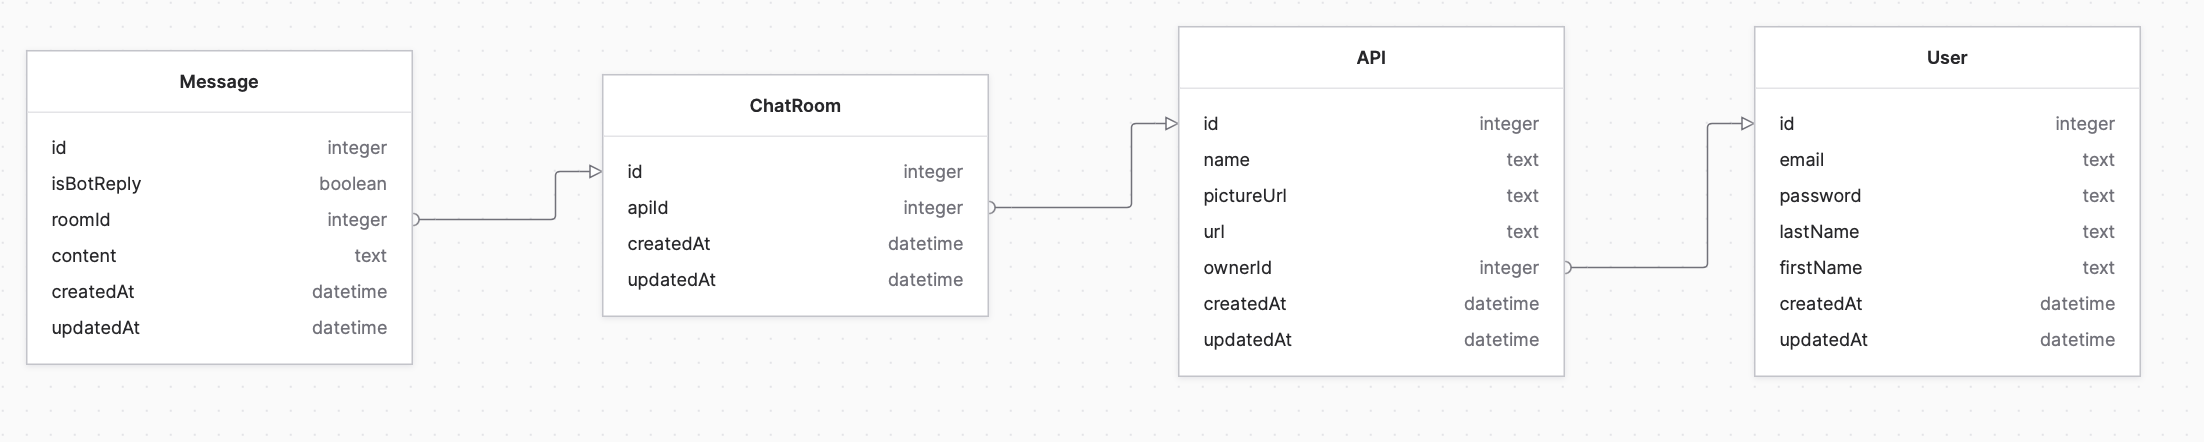 Message
id integer
isBotReply boolean
roomId integer
content text
createdAt datetime
updatedAt datetime
ChatRoom
id integer
apiId integer
createdAt datetime
updatedAt datetime
API
id integer
name text
pictureUrl text
url text
ownerId integer
createdAt datetime
updatedAt datetime
User
id integer
email text
password text
lastName text
firstName text
createdAt datetime
updatedAt datetime